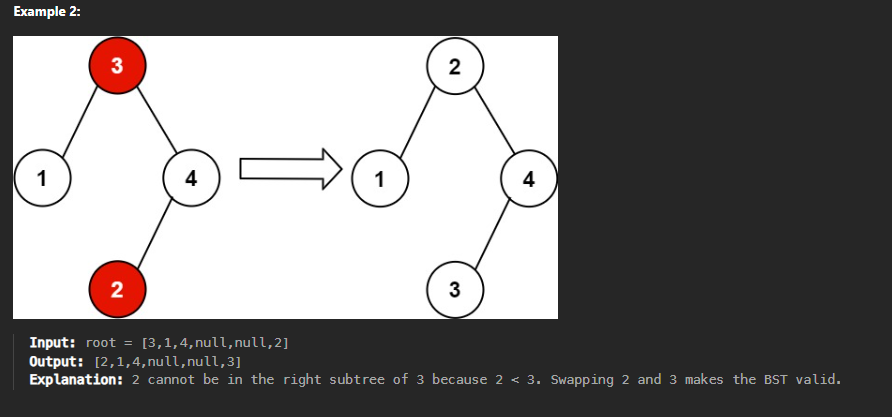 Example 2:
3 2
1 4 1 4
2 3
Input: root = [3,1,4,null,null,2]
Output: [2,1,4,null,null,3]
Explanation: 2 cannot be in the right subtree of 3 because 2 < 3. Swapping 2 and 3 makes the BST valid.